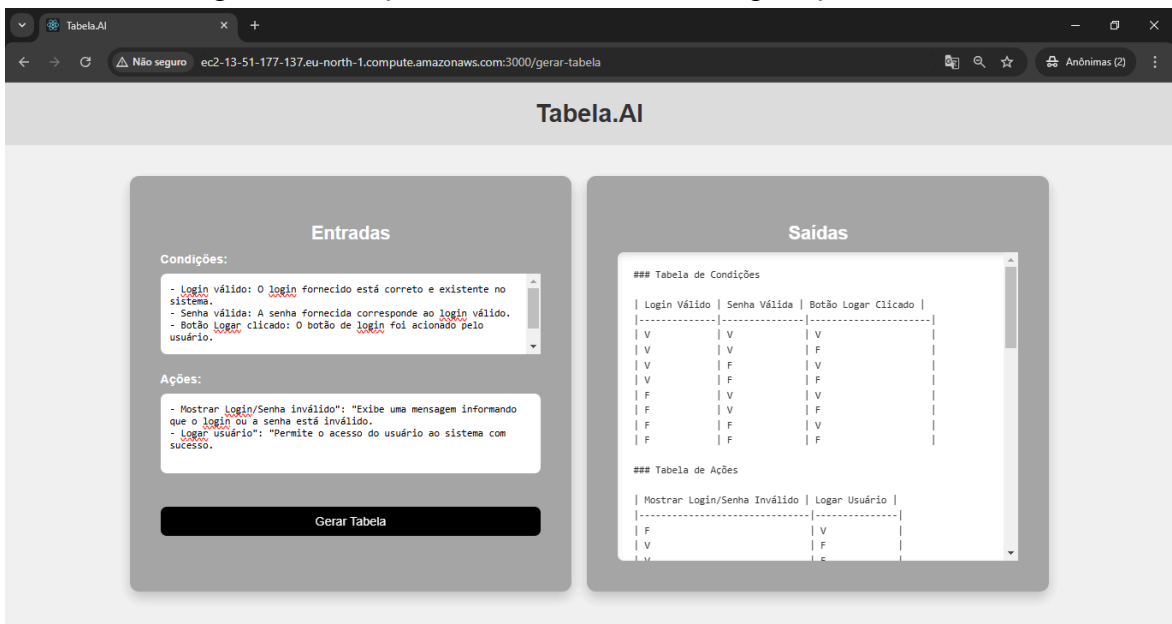 Tabela.AI
Não seguro ec2-13-51-177-137.eu-north-1.compute.amazonaws.com:3000/gerar-tabela
Anônimas (2)
Tabela.AI
Entradas
Condições:
- Login válido: O login fornecido está correto e existente no
sistema.
- Senha válida: A senha fornecida corresponde ao login válido.
- Botão Logar clicado: O botão de login foi acionado pelo
usuário.
Ações:
- Mostrar Login/Senha inválido": "Exibe uma mensagem informando
que o login ou a senha está inválido.
- Logar usuário": "Permite o acesso do usuário ao sistema com
sucesso.
Gerar Tabela
Saídas
### Tabela de Condições
| Login Válido | Senha Válida | Botão Logar Clicado |
|--------------|--------------|---------------------|
| V | V | V |
| V | V | F |
| V | F | V |
| V | F | F |
| F | V | V |
| F | V | F |
| F | F | V |
| F | F | F |
### Tabela de Ações
| Mostrar Login/Senha Inválido | Logar Usuário |
|------------------------------|---------------|
| F | V |
| V | F |